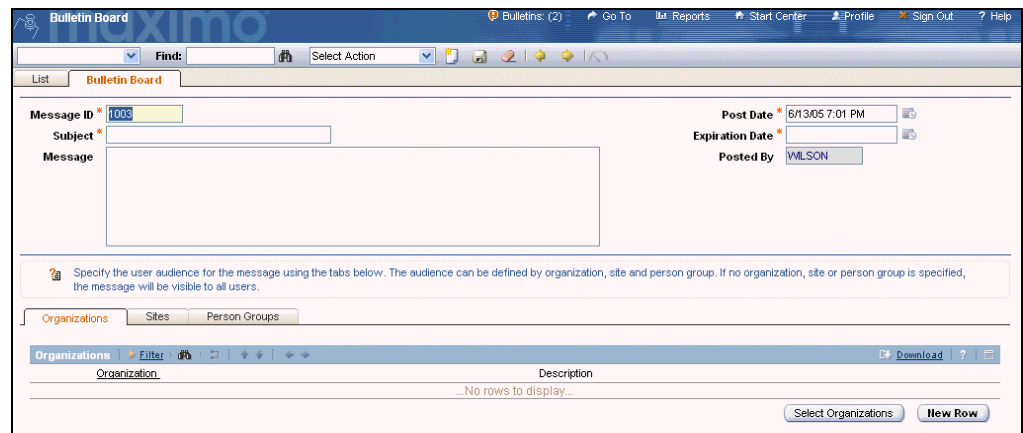 Bulletin Board
maximo
Bulletins: (2) Go To Reports Start Center Profile Sign Out ? Help
Find: Select Action
List Bulletin Board
Message ID * 1003 Post Date * 6/13/05 7:01 PM
Subject * Expiration Date *
Message Posted By WILSON
Specify the user audience for the message using the tabs below. The audience can be defined by organization, site and person group. If no organization, site or person group is specified,
the message will be visible to all users.
Organizations Sites Person Groups
Organizations Filter Download ?
Organization Description
...No rows to display...
Select Organizations New Row